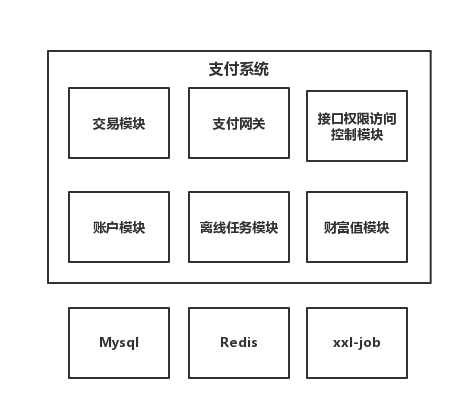 支付系统
交易模块
支付网关
接口权限访问
控制模块
账户模块
离线任务模块
财富值模块
Mysql
Redis
xxl-job